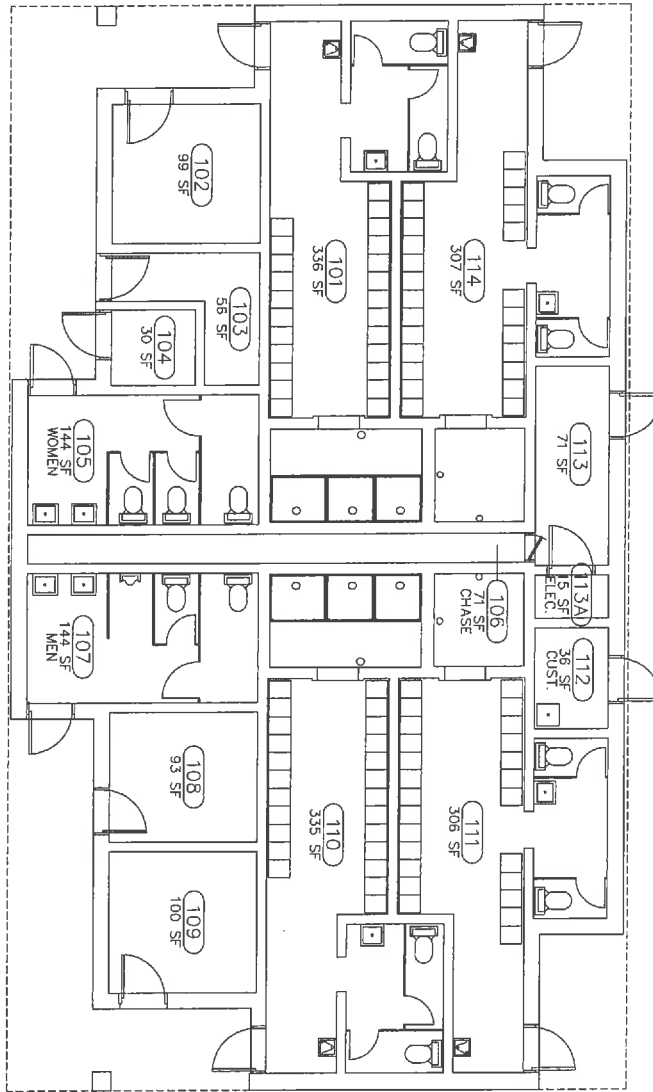 101
336 SF
102
99 SF
103
56 SF
104
30 SF
105
144 SF
WOMEN
106
71 SF
CHASE
107
144 SF
MEN
108
93 SF
109
100 SF
110
335 SF
111
306 SF
112
36 SF
CUST.
113
71 SF
113A
15 SF
ELEC.
114
307 SF